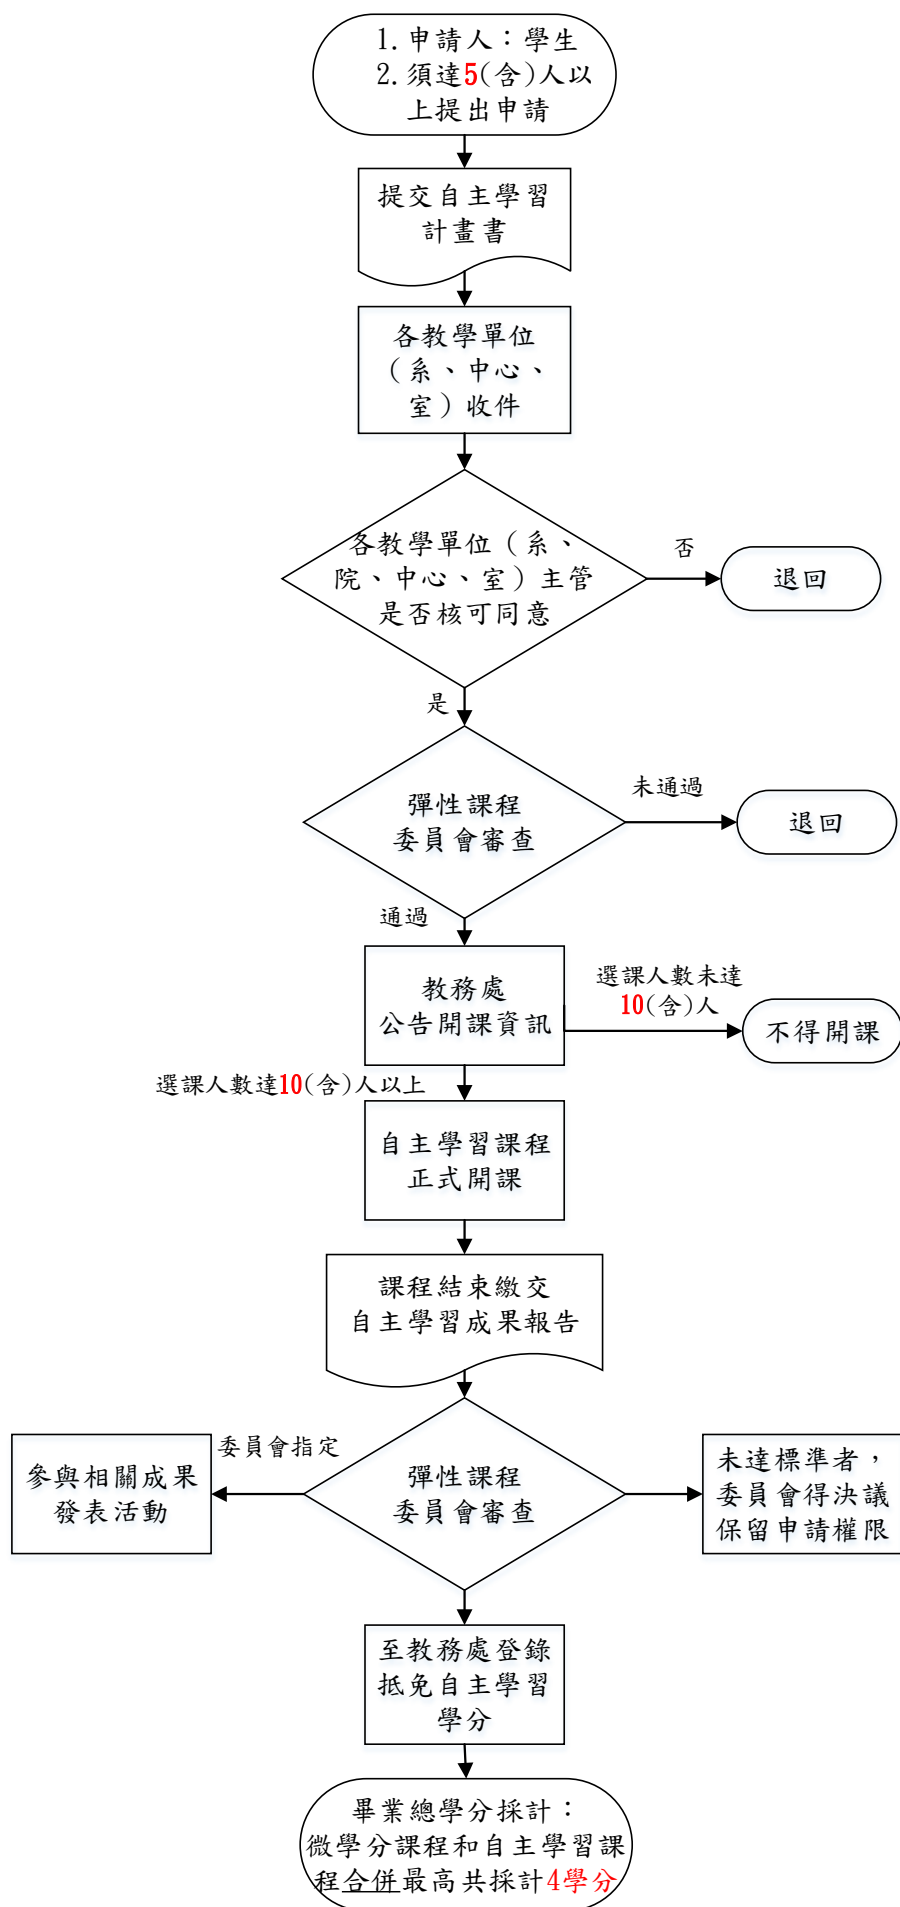 1. 申請人：學生
2. 須達5(含)人以
上提出申請
提交自主學習
計畫書
各教學單位
（系、中心、
室）收件
各教學單位（系、
院、中心、室）主管
是否核可同意
否
退回
是
彈性課程
委員會審查
未通過
退回
通過
教務處
公告開課資訊
選課人數未達
10(含)人
不得開課
選課人數達10(含)人以上
自主學習課程
正式開課
課程結束繳交
自主學習成果報告
彈性課程
委員會審查
委員會指定
參與相關成果
發表活動
未達標準者，
委員會得決議
保留申請權限
至教務處登錄
抵免自主學習
學分
畢業總學分採計：
微學分課程和自主學習課
程合併最高共採計4學分